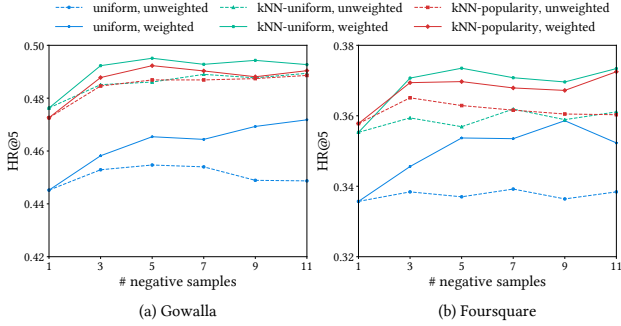 uniform, unweighted kNN-uniform, unweighted kNN-popularity, unweighted
uniform, weighted kNN-uniform, weighted kNN-popularity, weighted
0.50
0.48
0.46
0.44
0.42
HR@5
1 3 5 7 9 11
# negative samples
(a) Gowalla
0.38
0.36
0.34
0.32
HR@5
1 3 5 7 9 11
# negative samples
(b) Foursquare